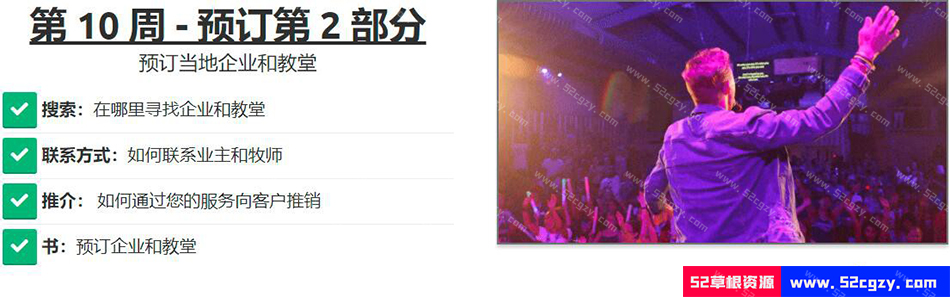 第 10 周 - 预订第 2 部分
预订当地企业和教堂
搜索：在哪里寻找企业和教堂
联系方式：如何联系业主和牧师
推介： 如何通过您的服务向客户推销
书：预订企业和教堂
www.52cgzy.com
52草根资源 www.52cgzy.com